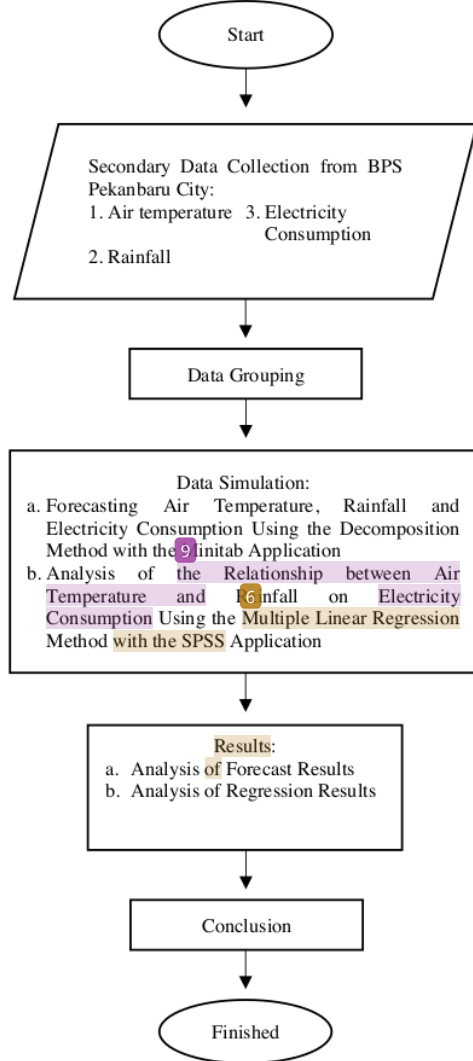 Start
Secondary Data Collection from BPS
Pekanbaru City:
1. Air temperature 3. Electricity
Consumption
2. Rainfall
Data Grouping
Data Simulation:
a. Forecasting Air Temperature, Rainfall and
Electricity Consumption Using the Decomposition
Method with the 9 initab Application
b. Analysis of the Relationship between Air
Temperature and R 6 nfall on Electricity
Consumption Using the Multiple Linear Regression
Method with the SPSS Application
Results:
a. Analysis of Forecast Results
b. Analysis of Regression Results
Conclusion
Finished